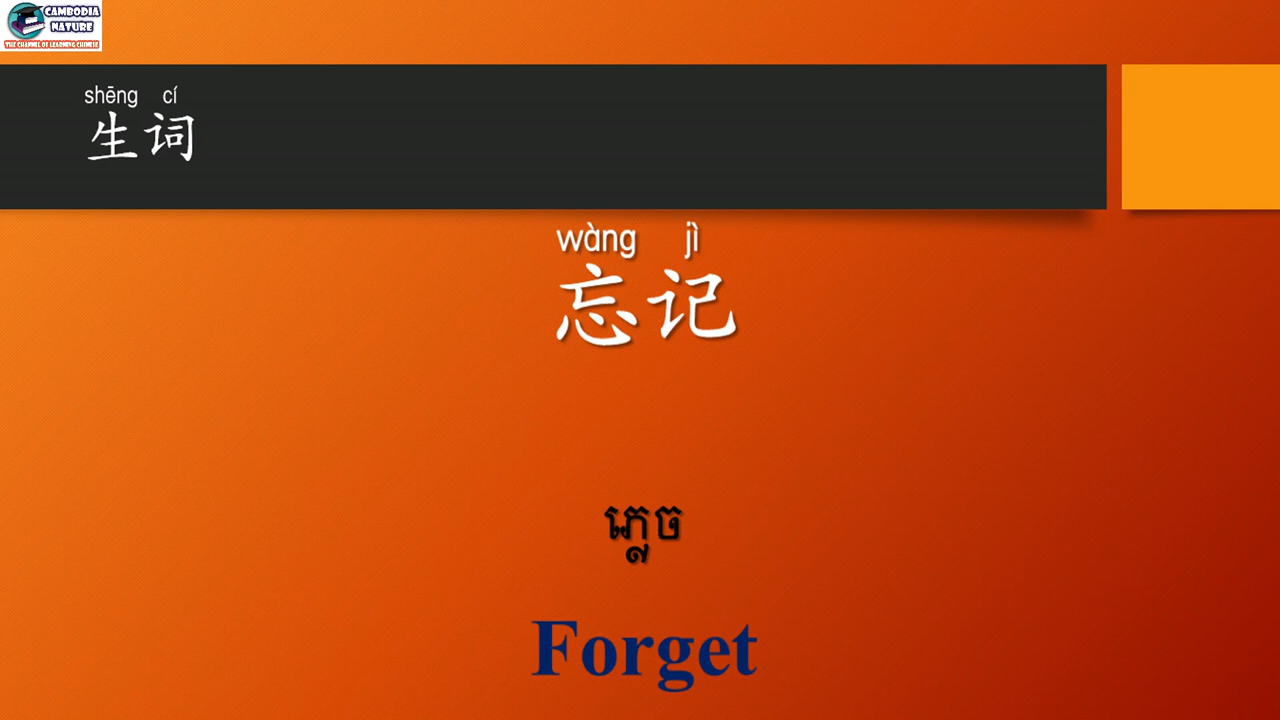 CAMBODIA
NATURE
THE CHANNEL OF LEARNING CHINESE
shēng cí
生词
wàng jì
忘记
ភ្លេច
Forget